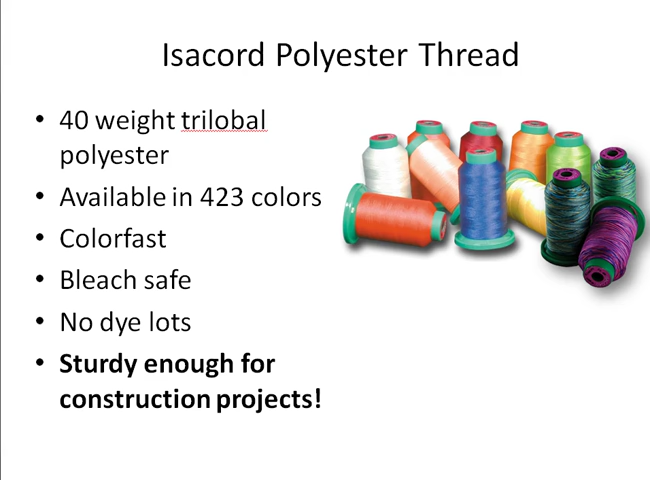 Isacord Polyester Thread
• 40 weight trilobal
polyester
• Available in 423 colors
• Colorfast
• Bleach safe
• No dye lots
• Sturdy enough for
construction projects!